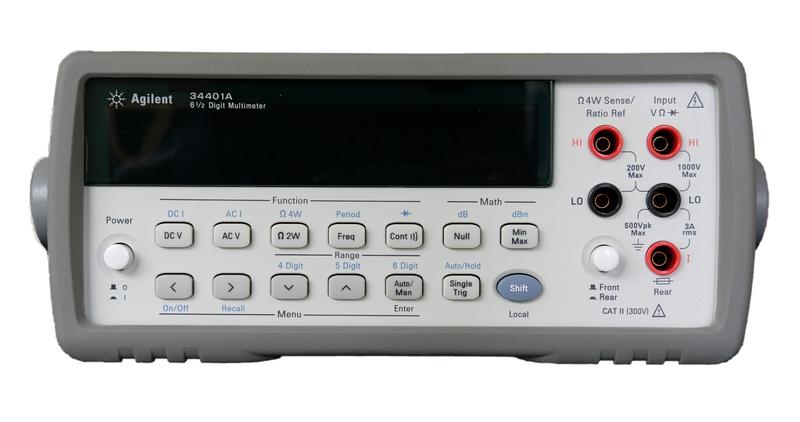 Agilent
34401A
6½ Digit Multimeter
Ω4W Sense/
Ratio Ref
Input
VΩ
HI
HI
200V
Max
1000V
Max
LO
LO
500Vpk
Max
3A
rms
I
Function
Math
DC I
AC I
Ω 4W
Period
dB
dBm
Power
DC V
AC V
Ω 2W
Freq
Cont
Null
Min
Max
Range
4 Digit
5 Digit
6 Digit
Auto/Hold
<
>
Auto/
Man
Single
Trig
Shift
O
I
On/Off
Recall
Menu
Enter
Local
Front
Rear
Rear
CAT II (300V)